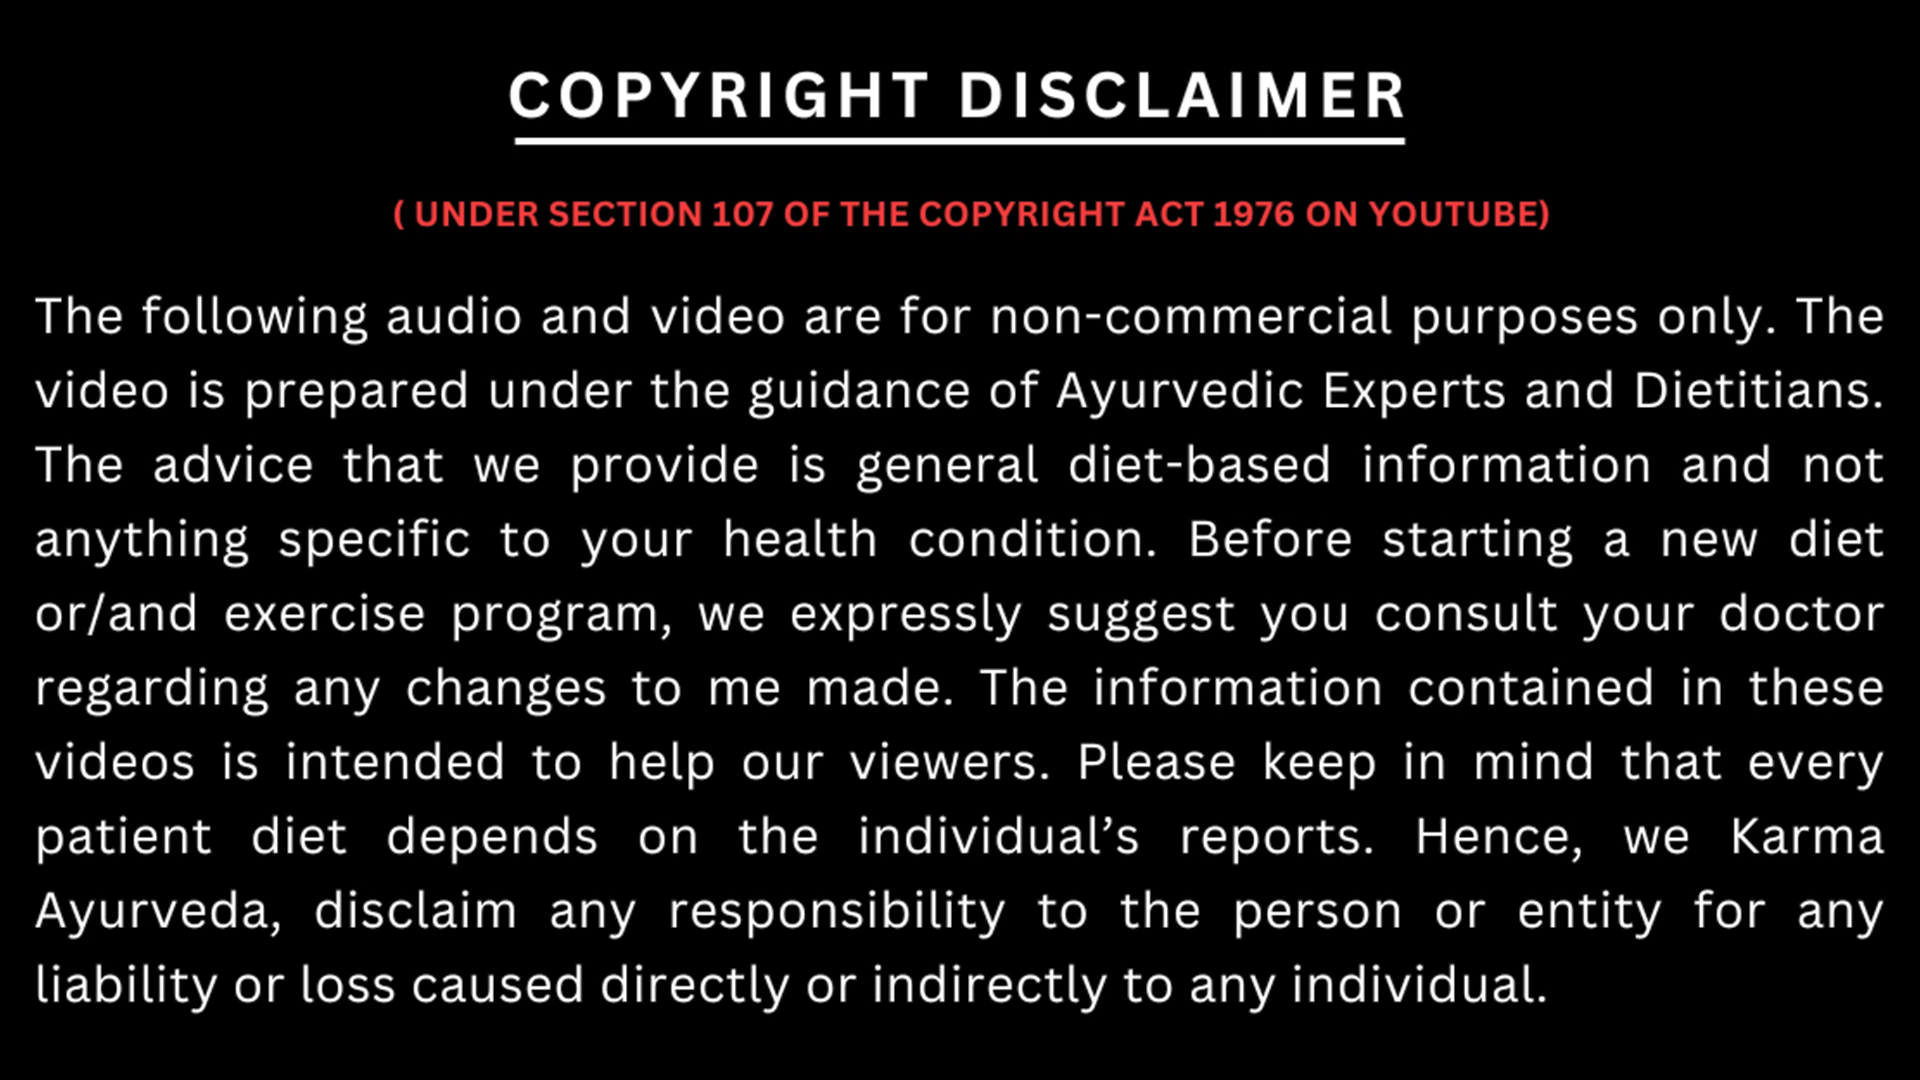 COPYRIGHT DISCLAIMER
( UNDER SECTION 107 OF THE COPYRIGHT ACT 1976 ON YOUTUBE)
The following audio and video are for non-commercial purposes only. The
video is prepared under the guidance of Ayurvedic Experts and Dietitians.
The advice that we provide is general diet-based information and not
anything specific to your health condition. Before starting a new diet
or/and exercise program, we expressly suggest you consult your doctor
regarding any changes to me made. The information contained in these
videos is intended to help our viewers. Please keep in mind that every
patient diet depends on the individual’s reports. Hence, we Karma
Ayurveda, disclaim any responsibility to the person or entity for any
liability or loss caused directly or indirectly to any individual.